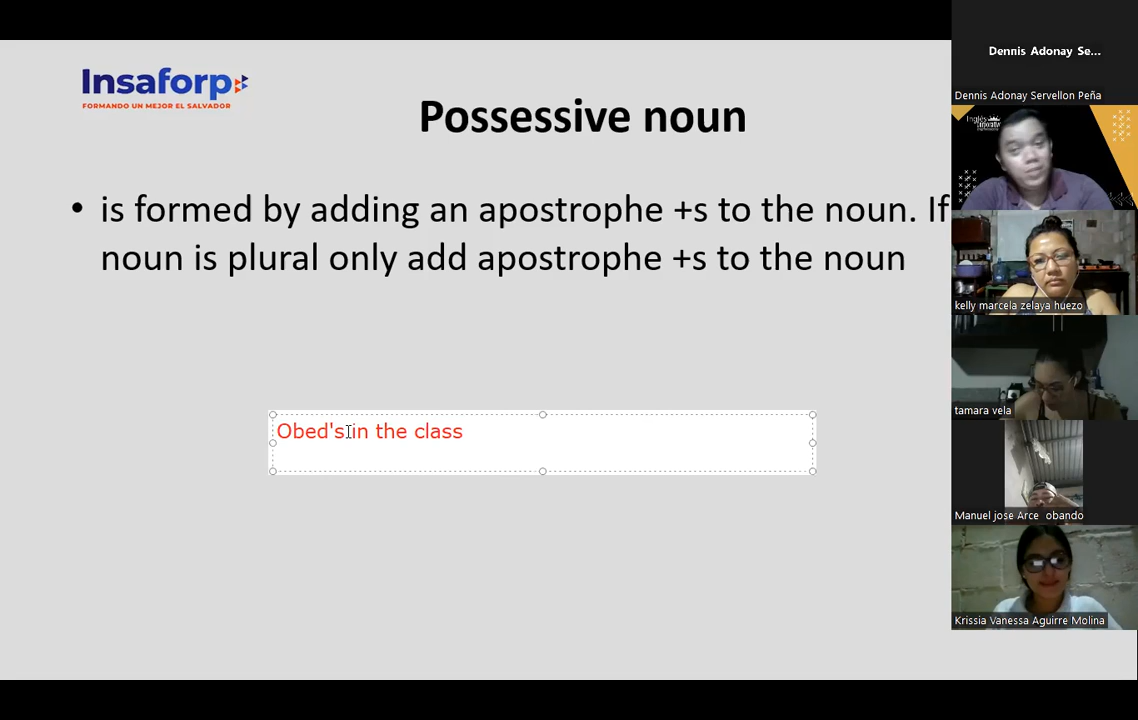 Insaforp
FORMANDO UN MEJOR EL SALVADOR
Possessive noun
• is formed by adding an apostrophe +s to the noun. If
noun is plural only add apostrophe +s to the noun
Obed's in the class
Dennis Adonay Se...
Dennis Adonay Servellon Peña
Inglés
kelly marcela zelaya huezo
tamara vela
Manuel jose Arce obando
Krissia Vanessa Aguirre Molina